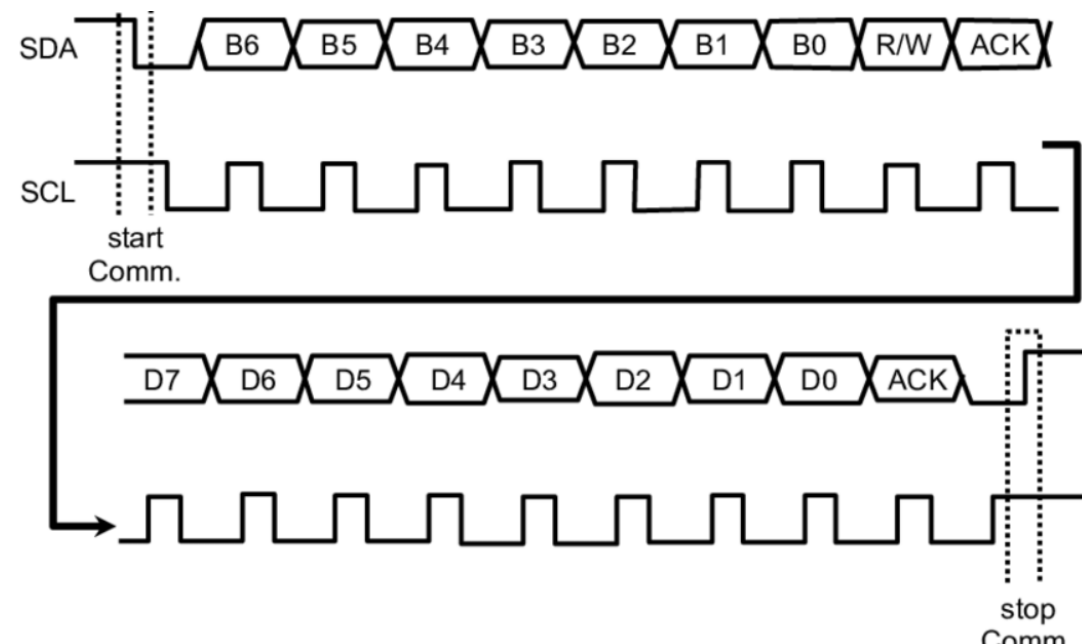 SDA B6 B5 B4 B3 B2 B1 B0 R/W ACK
SCL
start
Comm.
D7 D6 D5 D4 D3 D2 D1 D0 ACK
stop
Comm